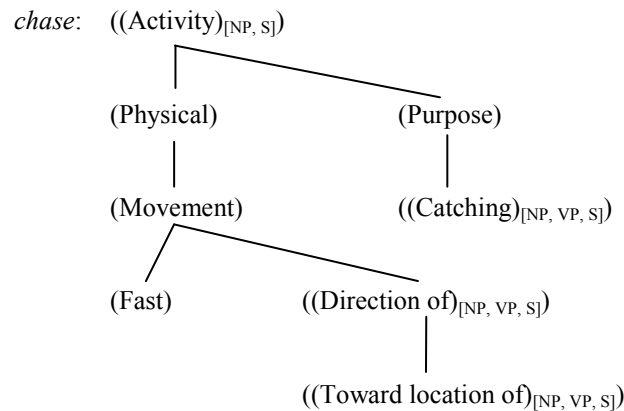 chase: ((Activity)[NP, S])
(Physical) (Purpose)
(Movement) ((Catching)[NP, VP, S])
(Fast) ((Direction of)[NP, VP, S])
((Toward location of)[NP, VP, S])